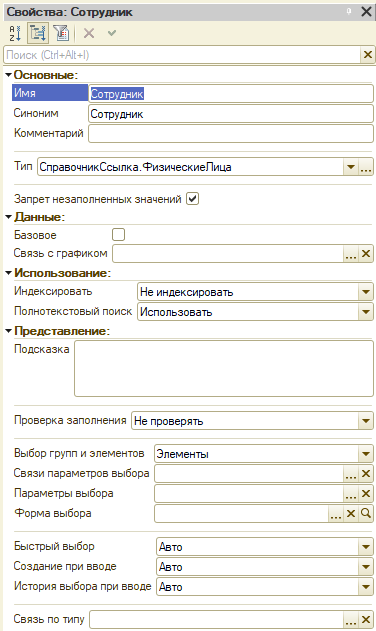 Свойства: Сотрудник
Поиск (Ctrl+Alt+I)
Основные:
Имя Сотрудник
Синоним Сотрудник
Комментарий
Тип СправочникСсылка.ФизическиеЛица
Запрет незаполненных значений
Данные:
Базовое
Связь с графиком
Использование:
Индексировать Не индексировать
Полнотекстовый поиск Использовать
Представление:
Подсказка
Проверка заполнения Не проверять
Выбор групп и элементов Элементы
Связи параметров выбора
Параметры выбора
Форма выбора
Быстрый выбор Авто
Создание при вводе Авто
История выбора при вводе Авто
Связь по типу